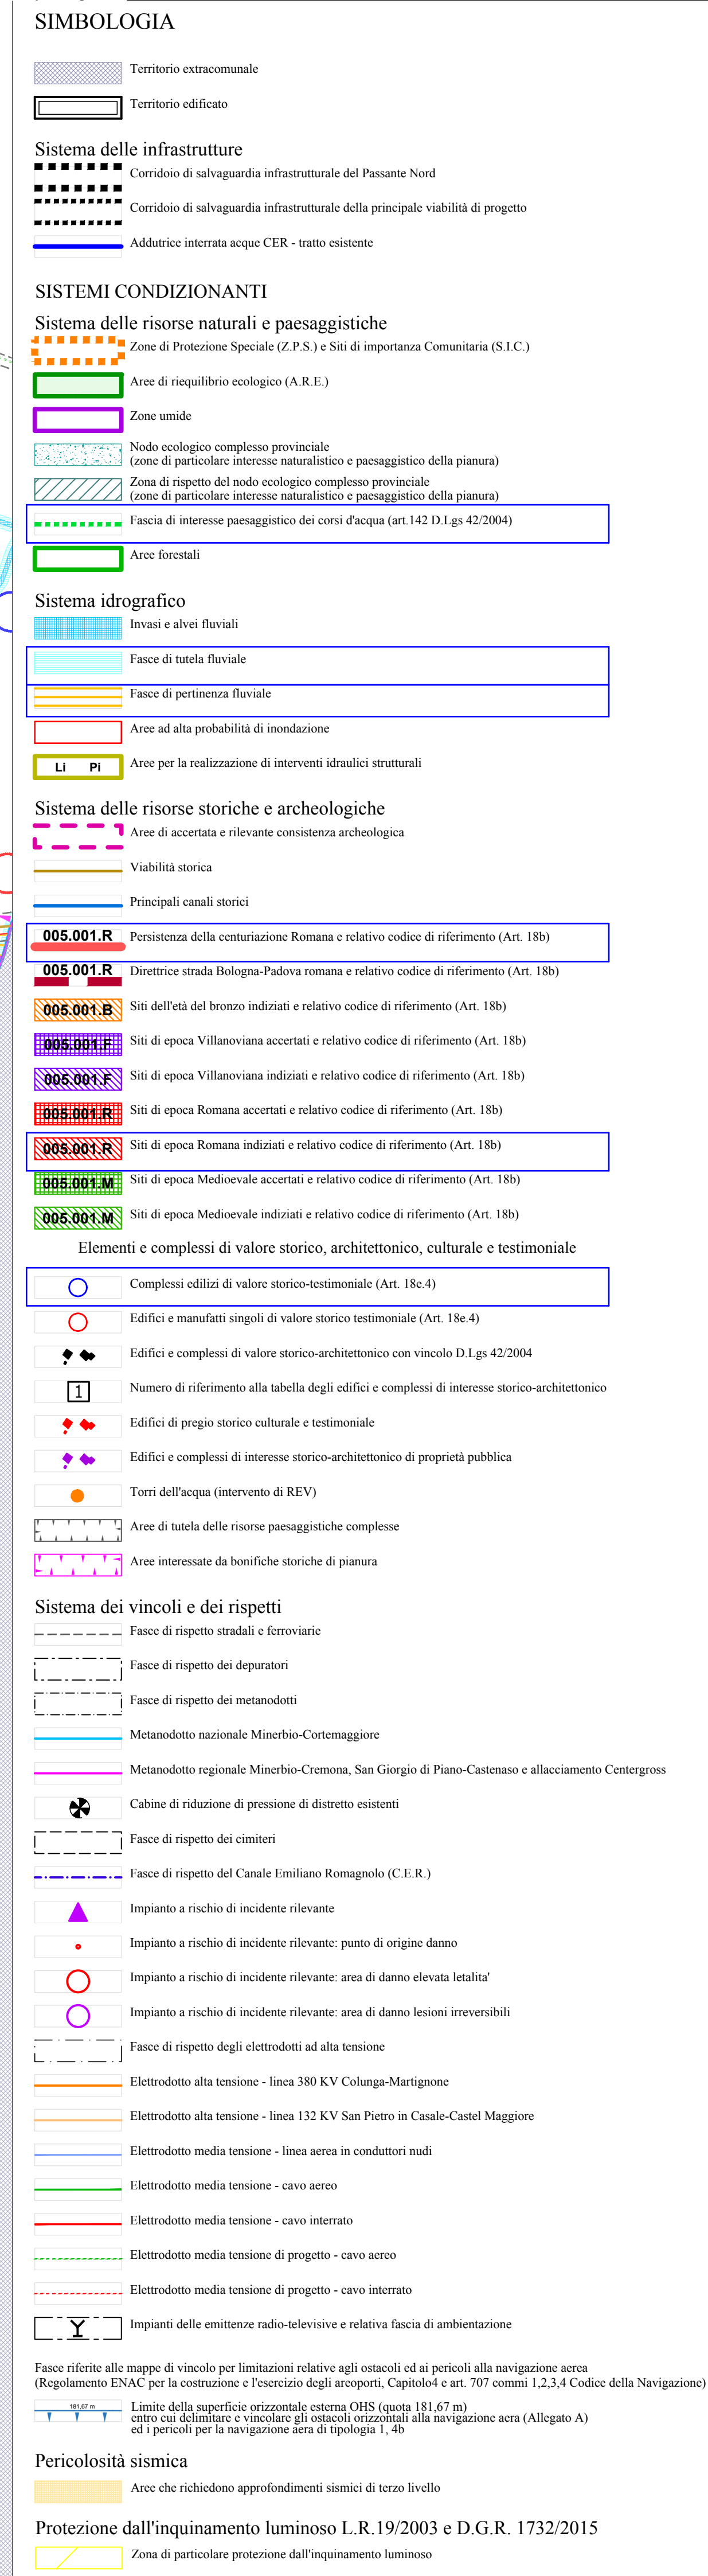 SIMBOLOGIA
Territorio extracomunale
Territorio edificato
Sistema delle infrastrutture
Corridoio di salvaguardia infrastrutturale del Passante Nord
Corridoio di salvaguardia infrastrutturale della principale viabilità di progetto
Addutrice interrata acque CER - tratto esistente
SISTEMI CONDIZIONANTI
Sistema delle risorse naturali e paesaggistiche
Zone di Protezione Speciale (Z.P.S.) e Siti di importanza Comunitaria (S.I.C.)
Aree di riequilibrio ecologico (A.R.E.)
Zone umide
Nodo ecologico complesso provinciale
(zone di particolare interesse naturalistico e paesaggistico della pianura)
Zona di rispetto del nodo ecologico complesso provinciale
(zone di particolare interesse naturalistico e paesaggistico della pianura)
Fascia di interesse paesaggistico dei corsi d'acqua (art.142 D.Lgs 42/2004)
Aree forestali
Sistema idrografico
Invasi e alvei fluviali
Fasce di tutela fluviale
Fasce di pertinenza fluviale
Aree ad alta probabilità di inondazione
Li Pi Aree per la realizzazione di interventi idraulici strutturali
Sistema delle risorse storiche e archeologiche
Aree di accertata e rilevante consistenza archeologica
Viabilità storica
Principali canali storici
005.001.R Persistenza della centuriazione Romana e relativo codice di riferimento (Art. 18b)
005.001.R Direttrice strada Bologna-Padova romana e relativo codice di riferimento (Art. 18b)
005.001.B Siti dell'età del bronzo indiziati e relativo codice di riferimento (Art. 18b)
005.001.F Siti di epoca Villanoviana accertati e relativo codice di riferimento (Art. 18b)
005.001.F Siti di epoca Villanoviana indiziati e relativo codice di riferimento (Art. 18b)
005.001.R Siti di epoca Romana accertati e relativo codice di riferimento (Art. 18b)
005.001.R Siti di epoca Romana indiziati e relativo codice di riferimento (Art. 18b)
005.001.M Siti di epoca Medioevale accertati e relativo codice di riferimento (Art. 18b)
005.001.M Siti di epoca Medioevale indiziati e relativo codice di riferimento (Art. 18b)
Elementi e complessi di valore storico, architettonico, culturale e testimoniale
Complessi edilizi di valore storico-testimoniale (Art. 18e.4)
Edifici e manufatti singoli di valore storico testimoniale (Art. 18e.4)
Edifici e complessi di valore storico-architettonico con vincolo D.Lgs 42/2004
1 Numero di riferimento alla tabella degli edifici e complessi di interesse storico-architettonico
Edifici di pregio storico culturale e testimoniale
Edifici e complessi di interesse storico-architettonico di proprietà pubblica
Torri dell'acqua (intervento di REV)
Aree di tutela delle risorse paesaggistiche complesse
Aree interessate da bonifiche storiche di pianura
Sistema dei vincoli e dei rispetti
Fasce di rispetto stradali e ferroviarie
Fasce di rispetto dei depuratori
Fasce di rispetto dei metanodotti
Metanodotto nazionale Minerbio-Cortemaggiore
Metanodotto regionale Minerbio-Cremona, San Giorgio di Piano-Castenaso e allacciamento Centergross
Cabine di riduzione di pressione di distretto esistenti
Fasce di rispetto dei cimiteri
Fasce di rispetto del Canale Emiliano Romagnolo (C.E.R.)
Impianto a rischio di incidente rilevante
Impianto a rischio di incidente rilevante: punto di origine danno
Impianto a rischio di incidente rilevante: area di danno elevata letalita'
Impianto a rischio di incidente rilevante: area di danno lesioni irreversibili
Fasce di rispetto degli elettrodotti ad alta tensione
Elettrodotto alta tensione - linea 380 KV Colunga-Martignone
Elettrodotto alta tensione - linea 132 KV San Pietro in Casale-Castel Maggiore
Elettrodotto media tensione - linea aerea in conduttori nudi
Elettrodotto media tensione - cavo aereo
Elettrodotto media tensione - cavo interrato
Elettrodotto media tensione di progetto - cavo aereo
Elettrodotto media tensione di progetto - cavo interrato
Impianti delle emittenze radio-televisive e relativa fascia di ambientazione
Fasce riferite alle mappe di vincolo per limitazioni relative agli ostacoli ed ai pericoli alla navigazione aerea
(Regolamento ENAC per la costruzione e l'esercizio degli areoporti, Capitolo4 e art. 707 commi 1,2,3,4 Codice della Navigazione)
181,67 m Limite della superficie orizzontale esterna OHS (quota 181,67 m)
entro cui delimitare e vincolare gli ostacoli orizzontali alla navigazione aera (Allegato A)
ed i pericoli per la navigazione aera di tipologia 1, 4b
Pericolosità sismica
Aree che richiedono approfondimenti sismici di terzo livello
Protezione dall'inquinamento luminoso L.R.19/2003 e D.G.R. 1732/2015
Zona di particolare protezione dall'inquinamento luminoso